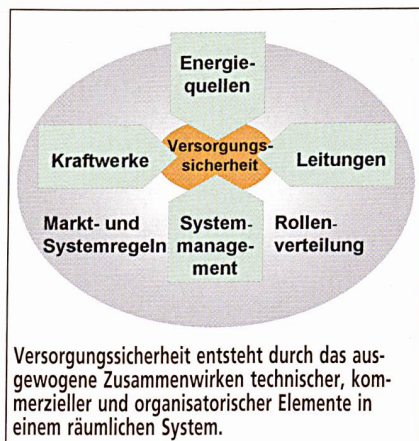 Energie-
quellen
Kraftwerke
Versorgungs-
sicherheit
Leitungen
Markt- und
Systemregeln
System-
manage-
ment
Rollen-
verteilung
Versorgungssicherheit entsteht durch das aus-
gewogene Zusammenwirken technischer, kom-
merzieller und organisatorischer Elemente in
einem räumlichen System.